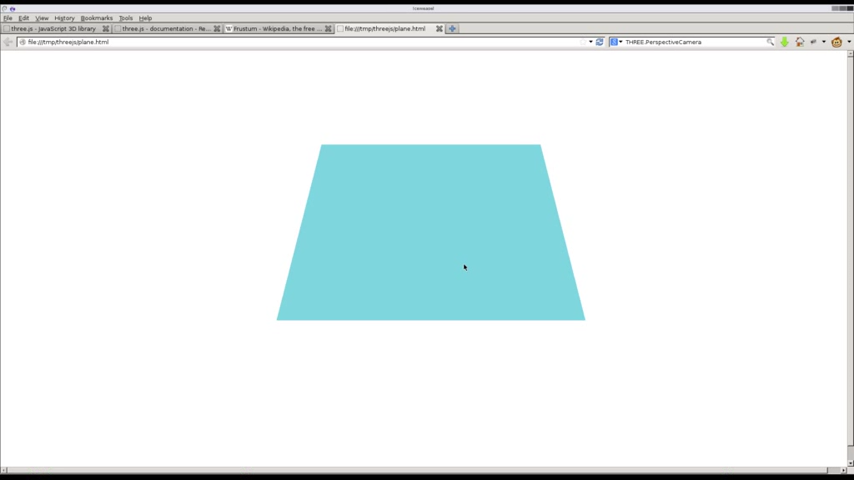 File Edit View History Bookmarks Tools Help
three.js - JavaScript 3D library three.js - documentation - Re... Frustum - Wikipedia, the free ... file:///tmp/threejs/plane.html
file:///tmp/threejs/plane.html THREE.PerspectiveCamera